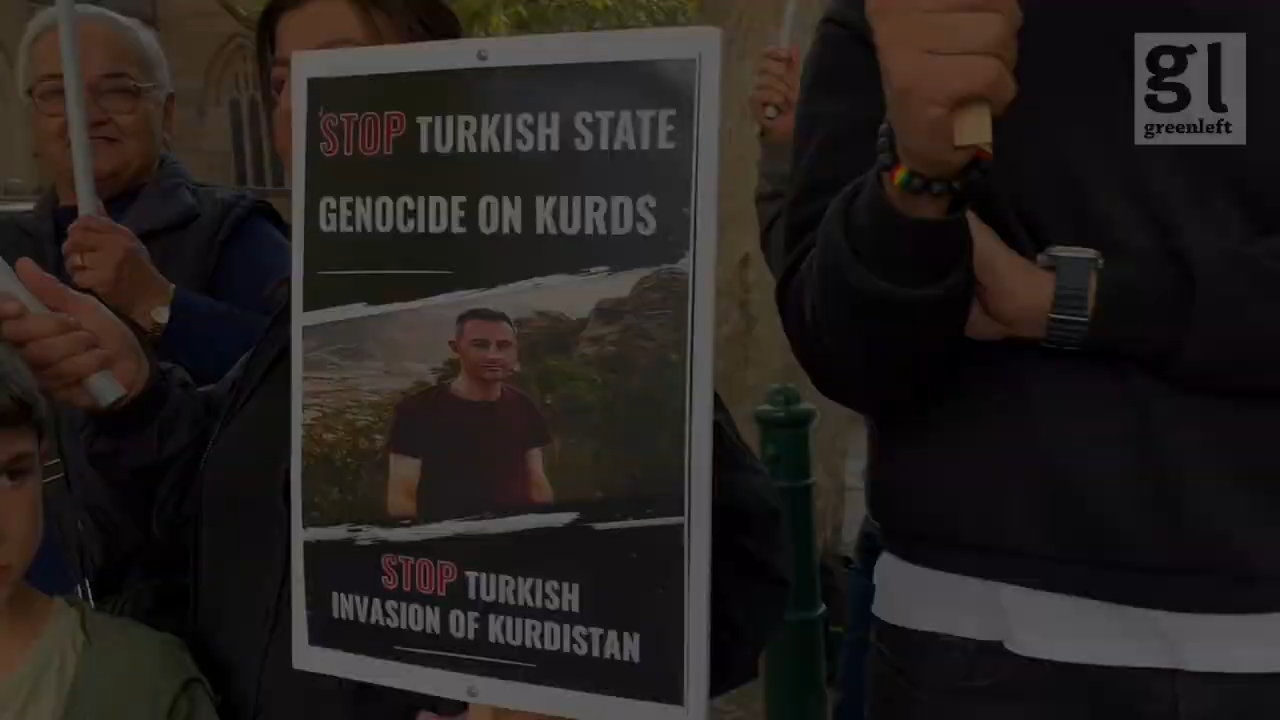 STOP TURKISH STATE
GENOCIDE ON KURDS
STOP TURKISH
INVASION OF KURDISTAN
gl
greenleft